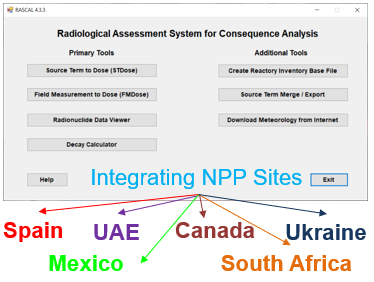 RASCAL 4.3.3
Radiological Assessment System for Consequence Analysis
Primary Tools
Additional Tools
Source Term to Dose (STDose)
Create Reactory Inventory Base File
Field Measurement to Dose (FMDose)
Source Term Merge / Export
Radionuclide Data Viewer
Download Meteorology from Internet
Decay Calculator
Help
Integrating NPP Sites
Exit
Spain
UAE
Canada
Ukraine
Mexico
South Africa